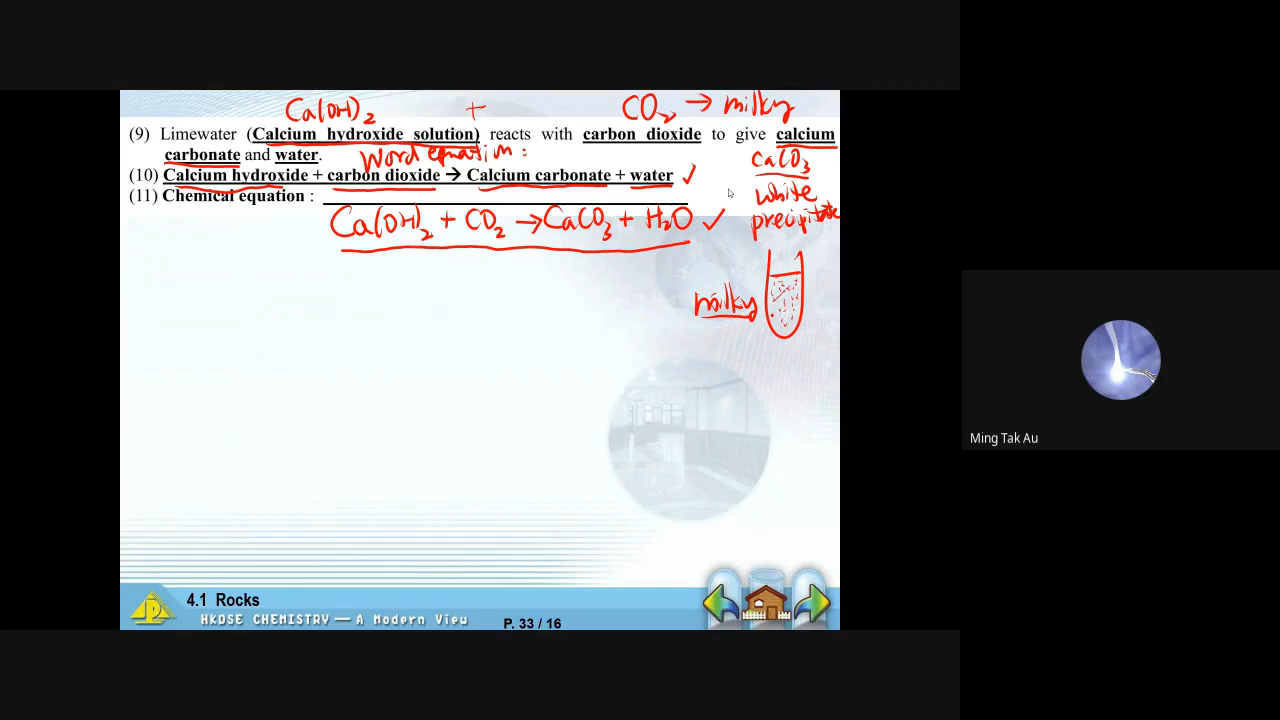 Ca(OH)₂ + CO₂ → milky
(9) Limewater (Calcium hydroxide solution) reacts with carbon dioxide to give calcium
carbonate and water. Word equation :
CaCO₃
(10) Calcium hydroxide + carbon dioxide → Calcium carbonate + water ✓
white
(11) Chemical equation :
precipitate
Ca(OH)₂ + CO₂ → CaCO₃ + H₂O ✓
milky
Ming Tak Au
4.1 Rocks
HKDSE CHEMISTRY — A Modern View
P. 33 / 16